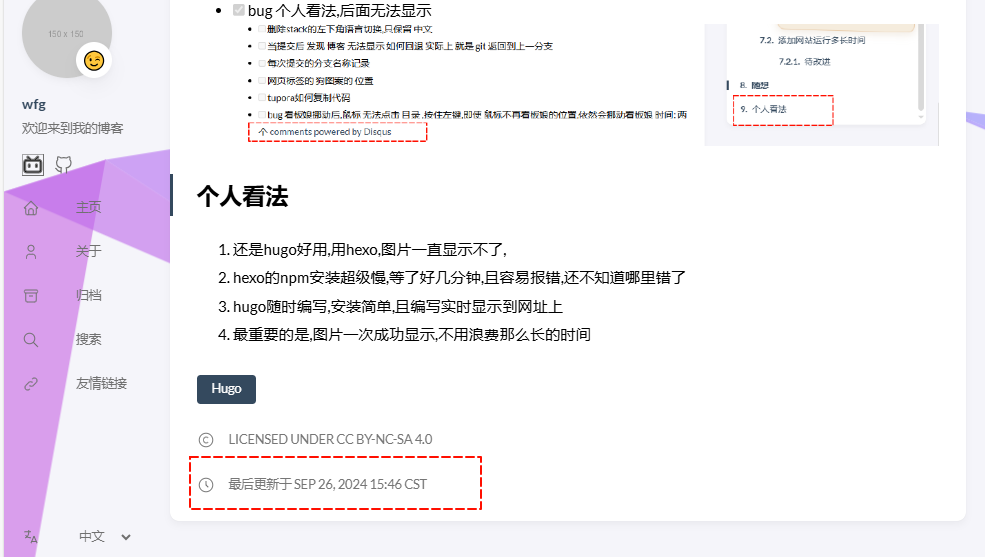 150 x 150
wfg
欢迎来到我的博客
主页
关于
归档
搜索
友情链接
中文
bug 个人看法,后面无法显示
删除stack的左下角语言切换,只保留 中文
当提交后 发现 博客 无法显示 如何回退 实际上 就是 git 返回到上一分支
每次提交的分支名称记录
网页标签的 狗图案的 位置
tupora如何复制代码
bug 看板娘挪动后,鼠标 无法点击 目录,按住左键,即使 鼠标不再看板娘的位置,依然会挪动看板娘 时间: 两
个 comments powered by Disqus
7.2. 添加网站运行多长时间
7.2.1. 待改进
8. 随想
9. 个人看法
个人看法
1. 还是hugo好用,用hexo,图片一直显示不了,
2. hexo的npm安装超级慢,等了好几分钟,且容易报错,还不知道哪里错了
3. hugo随时编写,安装简单,且编写实时显示到网址上
4. 最重要的是,图片一次成功显示,不用浪费那么长的时间
Hugo
LICENSED UNDER CC BY-NC-SA 4.0
最后更新于 SEP 26, 2024 15:46 CST